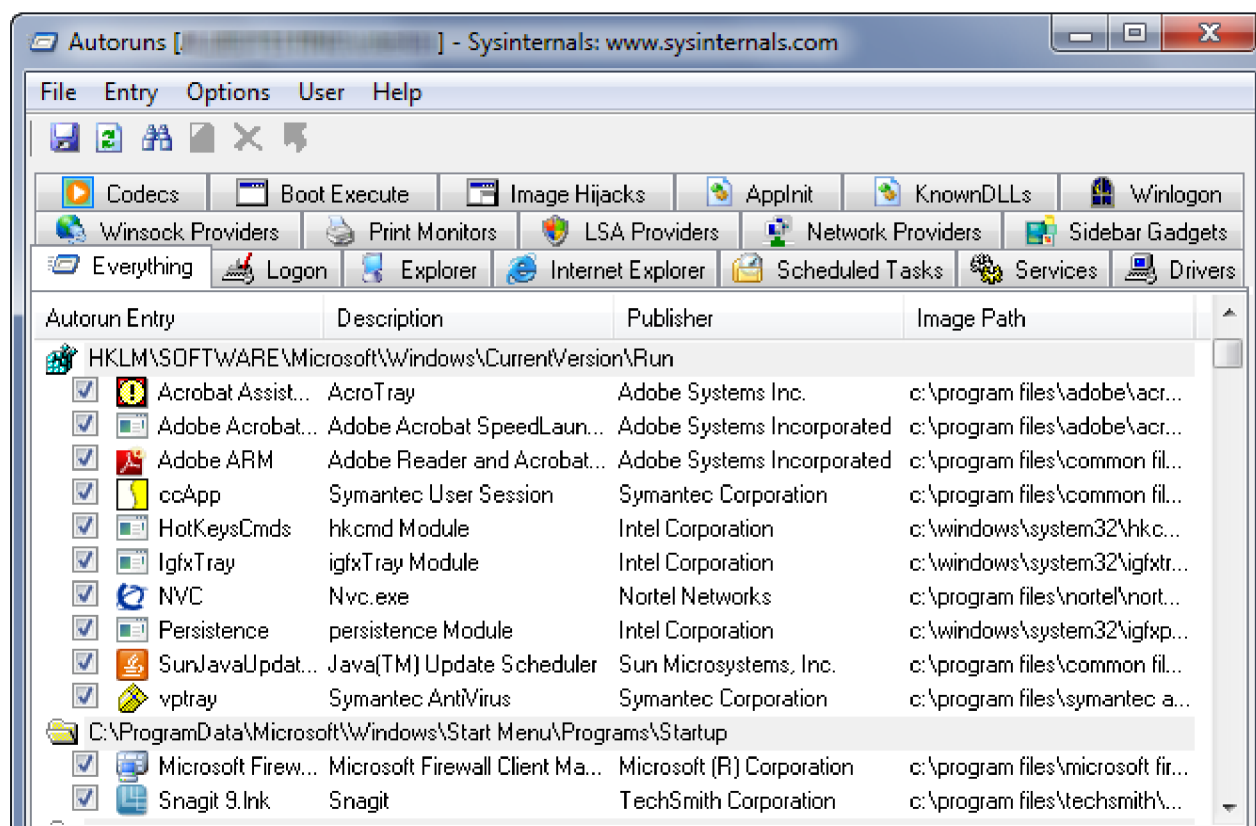 Autoruns [ ] - Sysinternals: www.sysinternals.com
File Entry Options User Help
Codecs Boot Execute Image Hijacks AppInit KnownDLLs Winlogon
Winsock Providers Print Monitors LSA Providers Network Providers Sidebar Gadgets
Everything Logon Explorer Internet Explorer Scheduled Tasks Services Drivers
Autorun Entry Description Publisher Image Path
HKLM\SOFTWARE\Microsoft\Windows\CurrentVersion\Run
Acrobat Assist... AcroTray Adobe Systems Inc. c:\program files\adobe\acr...
Adobe Acrobat... Adobe Acrobat SpeedLaun... Adobe Systems Incorporated c:\program files\adobe\acr...
Adobe ARM Adobe Reader and Acrobat... Adobe Systems Incorporated c:\program files\common fil...
ccApp Symantec User Session Symantec Corporation c:\program files\common fil...
HotKeysCmds hkcmd Module Intel Corporation c:\windows\system32\hkc...
IgfxTray igfxTray Module Intel Corporation c:\windows\system32\igfxtr...
NVC Nvc.exe Nortel Networks c:\program files\nortel\nort...
Persistence persistence Module Intel Corporation c:\windows\system32\igfxp...
SunJavaUpdat... Java(TM) Update Scheduler Sun Microsystems, Inc. c:\program files\common fil...
vptray Symantec AntiVirus Symantec Corporation c:\program files\symantec a...
C:\ProgramData\Microsoft\Windows\Start Menu\Programs\Startup
Microsoft Firew... Microsoft Firewall Client Ma... Microsoft (R) Corporation c:\program files\microsoft fir...
Snagit 9.lnk Snagit TechSmith Corporation c:\program files\techsmith\...